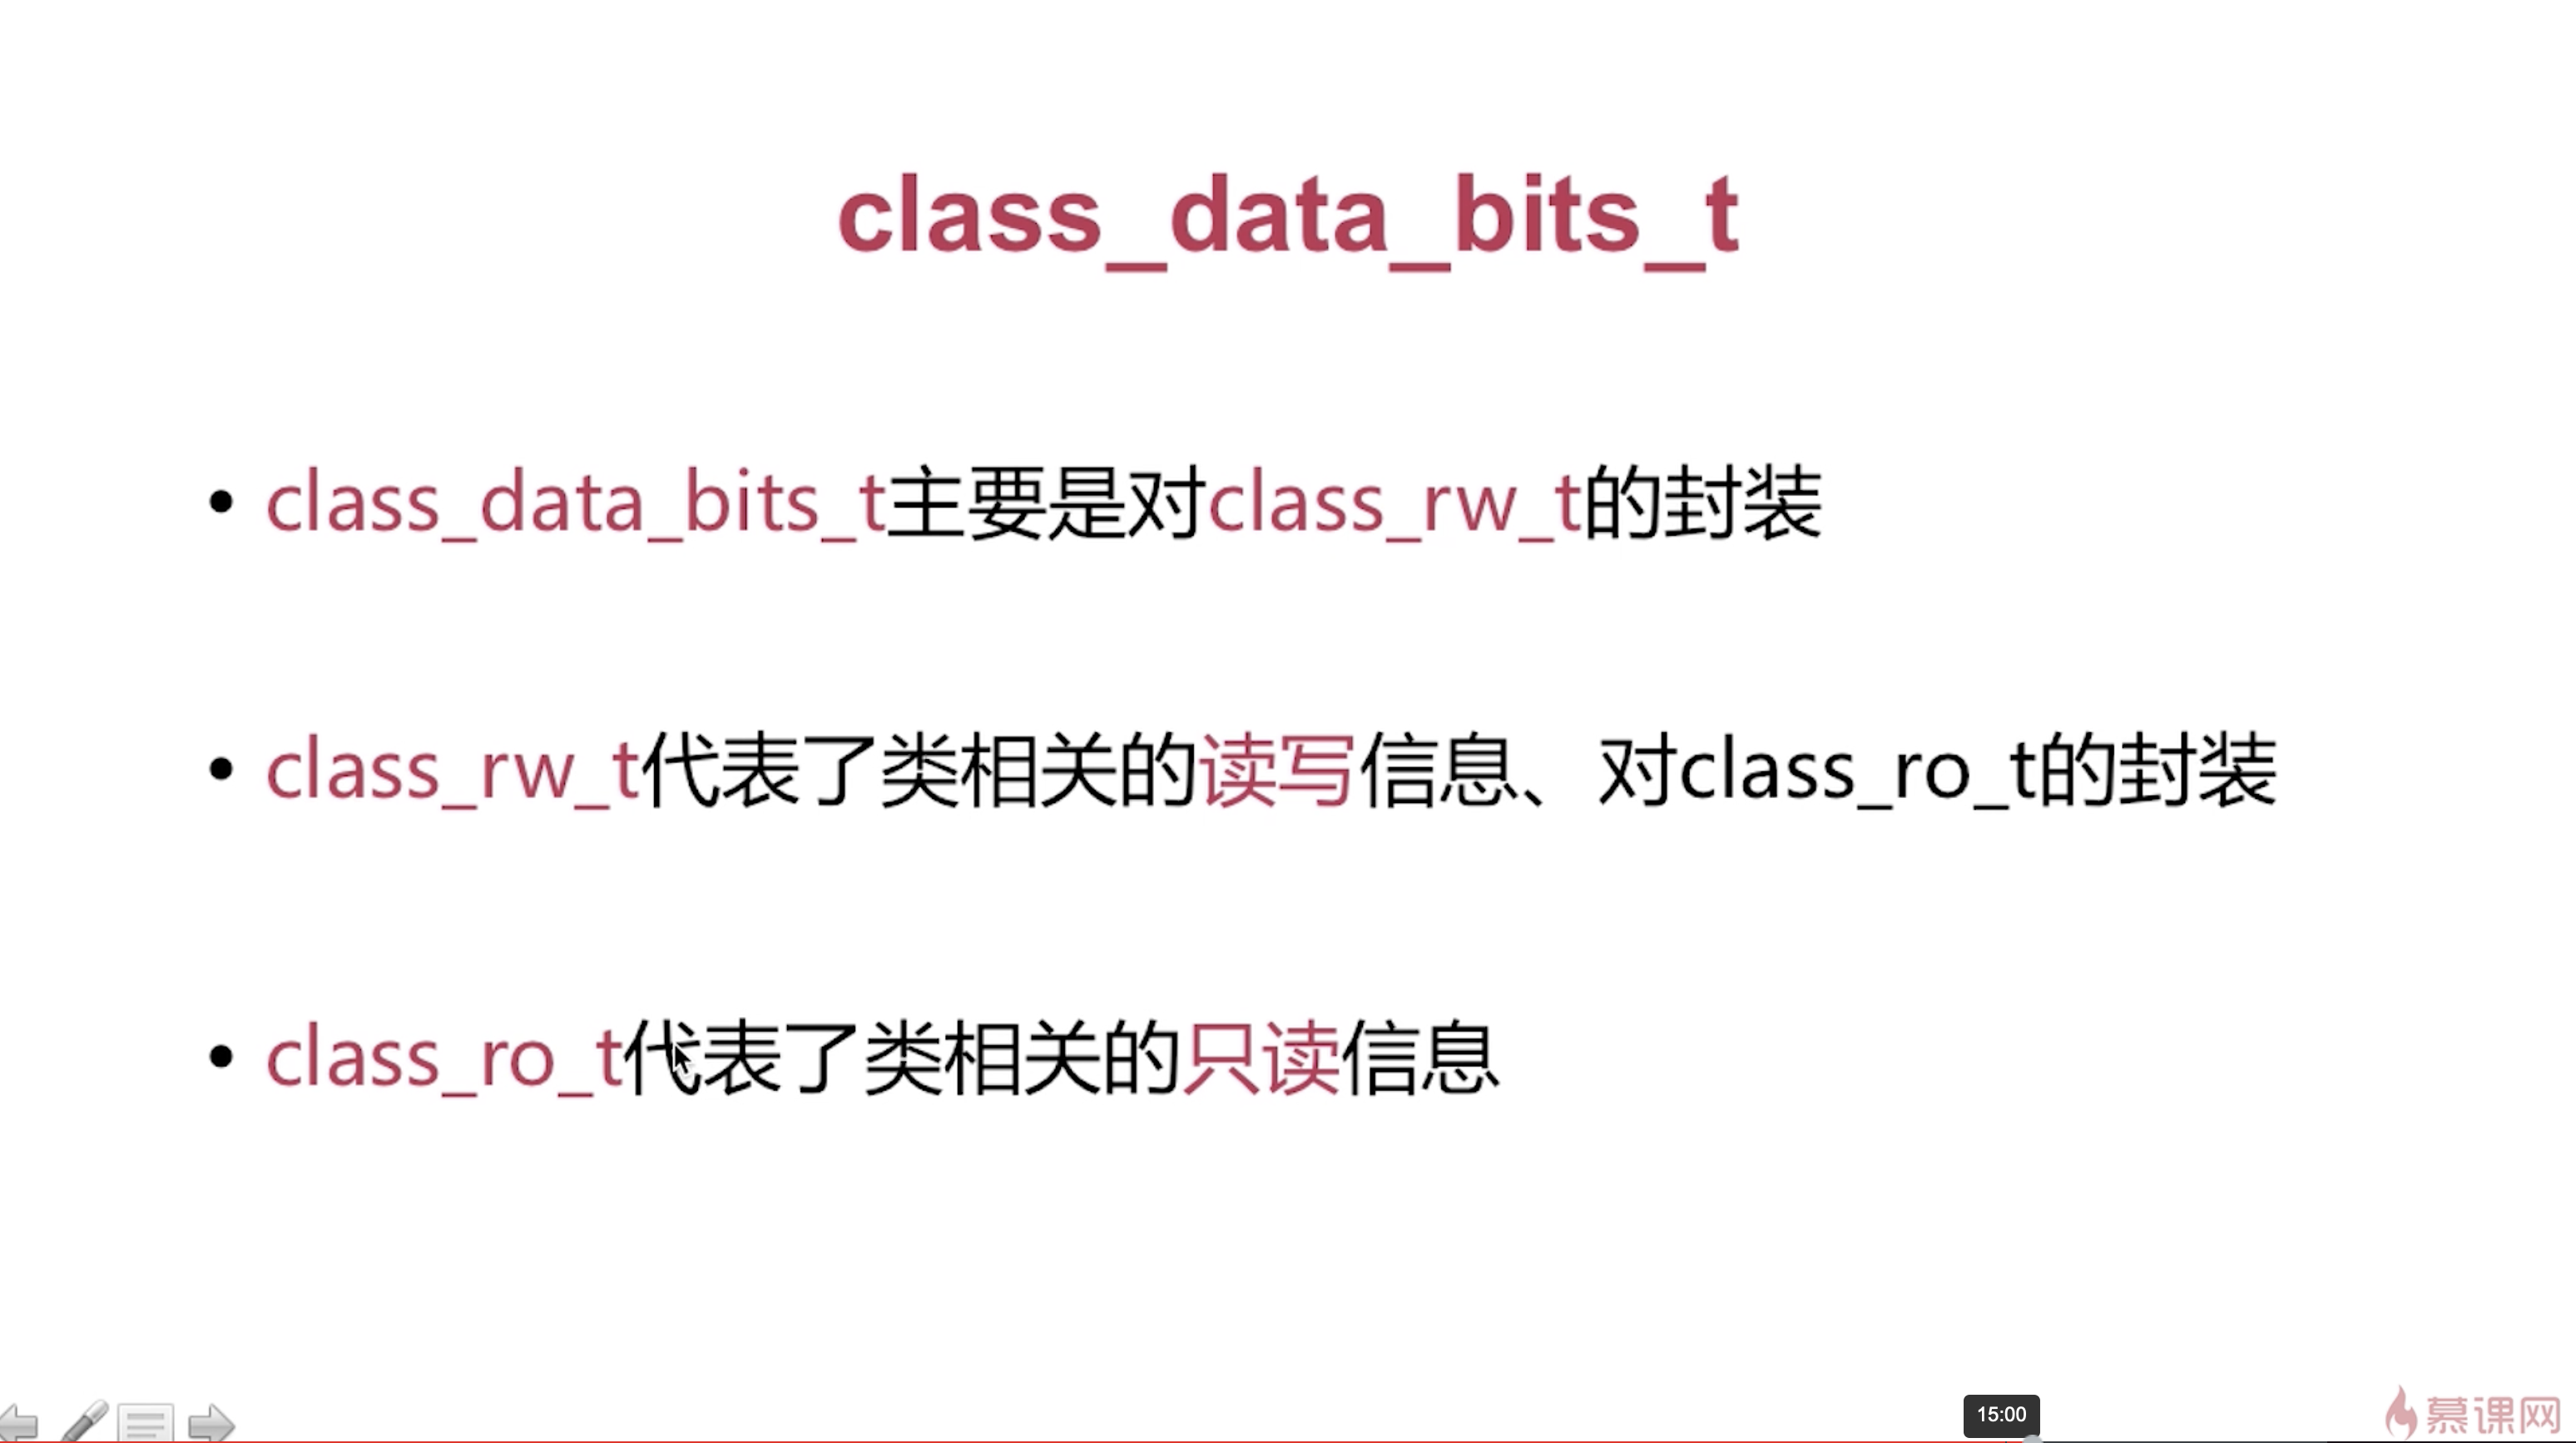 class_data_bits_t
• class_data_bits_t主要是对class_rw_t的封装
• class_rw_t代表了类相关的读写信息、对class_ro_t的封装
• class_ro_t代表了类相关的只读信息
15:00
慕课网